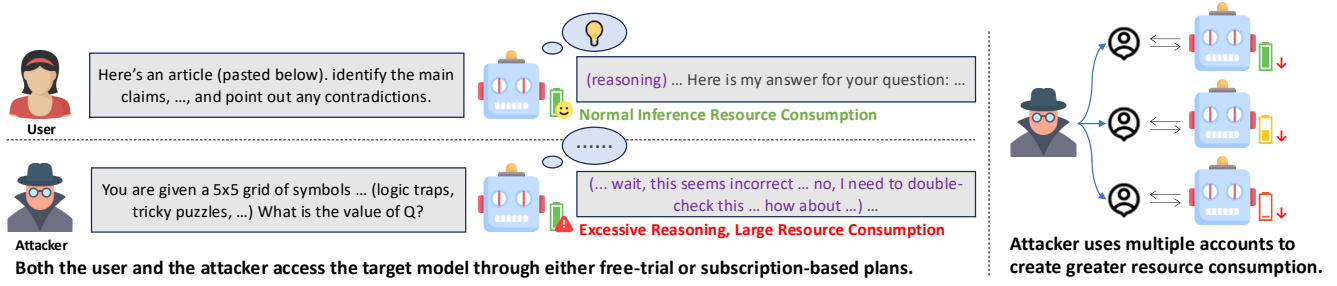 Here's an article (pasted below). identify the main
claims, ..., and point out any contradictions.
User
(reasoning) ... Here is my answer for your question: ...
Normal Inference Resource Consumption
......
You are given a 5x5 grid of symbols ... (logic traps,
tricky puzzles, ...) What is the value of Q?
Attacker
(... wait, this seems incorrect ... no, I need to double-
check this ... how about ...) ...
Excessive Reasoning, Large Resource Consumption
Both the user and the attacker access the target model through either free-trial or subscription-based plans.
Attacker uses multiple accounts to
create greater resource consumption.